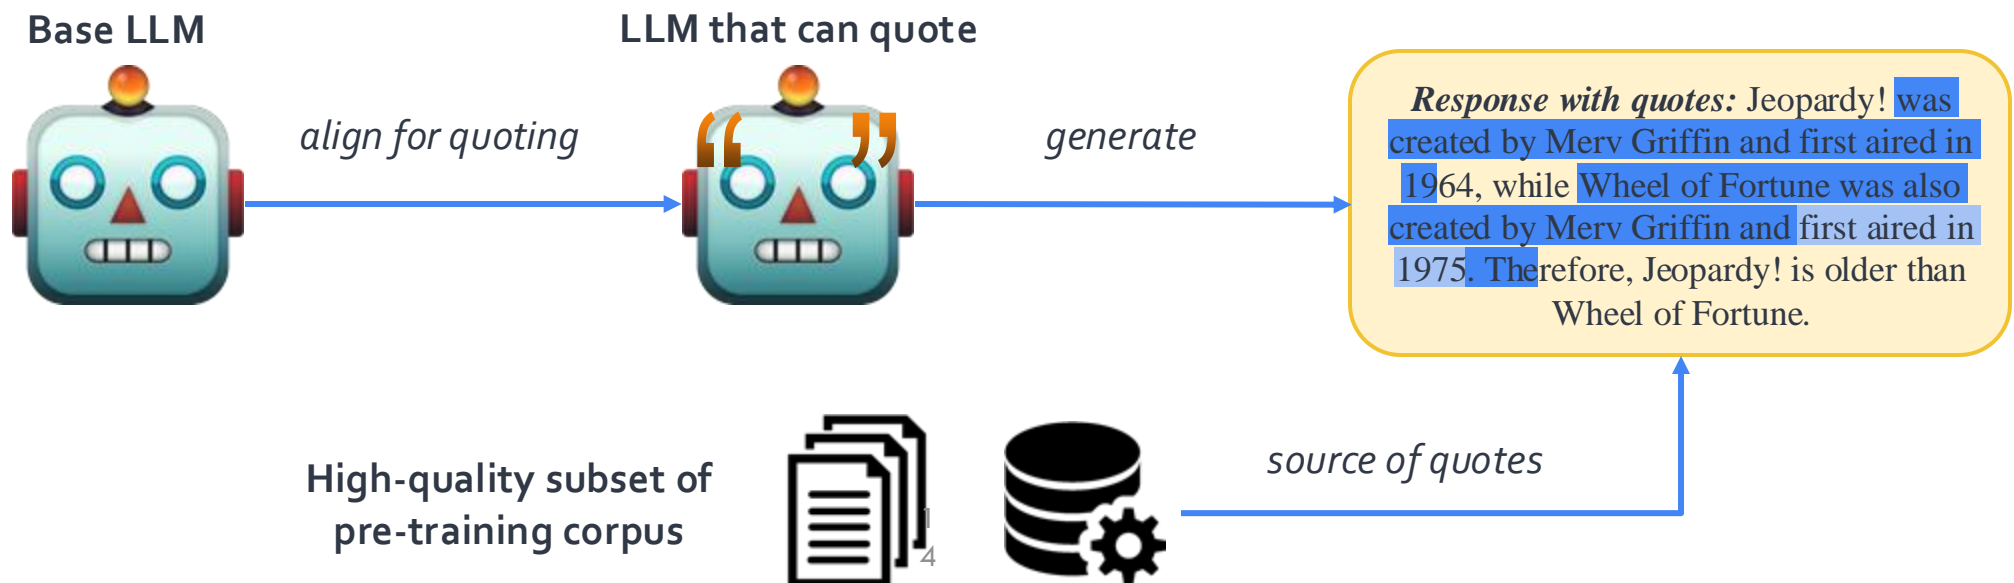 Base LLM
LLM that can quote
align for quoting
generate
Response with quotes: Jeopardy! was
created by Merv Griffin and first aired in
1964, while Wheel of Fortune was also
created by Merv Griffin and first aired in
1975. Therefore, Jeopardy! is older than
Wheel of Fortune.
source of quotes
High-quality subset of
pre-training corpus
1
4